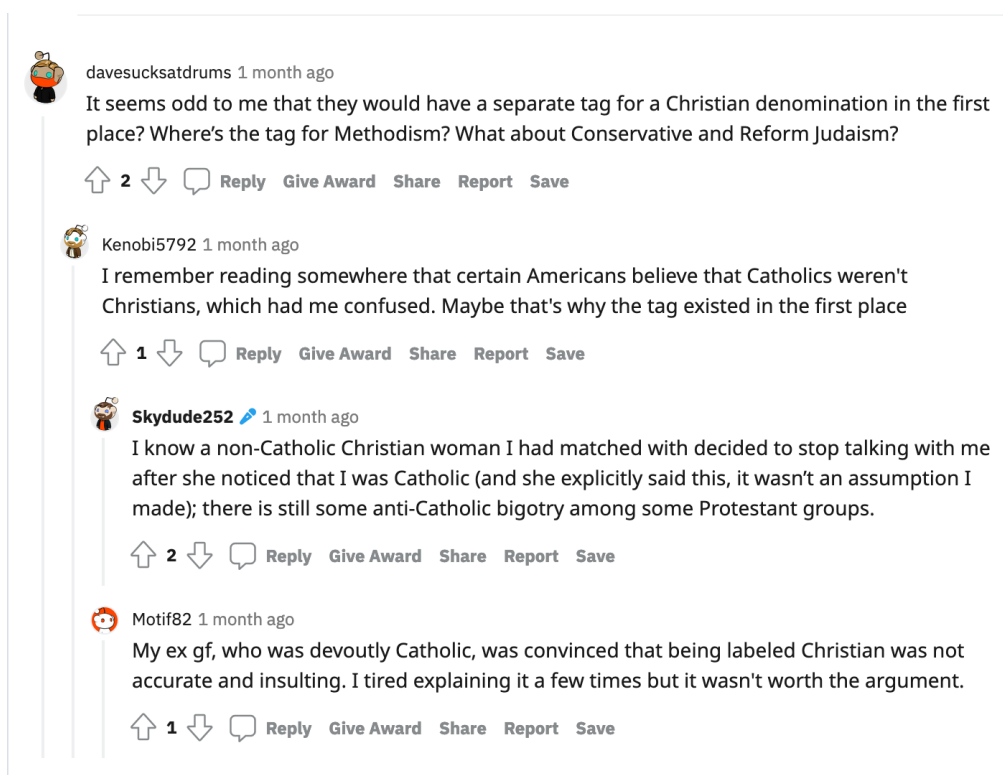 davesucksatdrums 1 month ago
It seems odd to me that they would have a separate tag for a Christian denomination in the first
place? Where's the tag for Methodism? What about Conservative and Reform Judaism?
2 Reply Give Award Share Report Save
Kenobi5792 1 month ago
I remember reading somewhere that certain Americans believe that Catholics weren't
Christians, which had me confused. Maybe that's why the tag existed in the first place
1 Reply Give Award Share Report Save
Skydude252 1 month ago
I know a non-Catholic Christian woman I had matched with decided to stop talking with me
after she noticed that I was Catholic (and she explicitly said this, it wasn't an assumption I
made); there is still some anti-Catholic bigotry among some Protestant groups.
2 Reply Give Award Share Report Save
Motif82 1 month ago
My ex gf, who was devoutly Catholic, was convinced that being labeled Christian was not
accurate and insulting. I tired explaining it a few times but it wasn't worth the argument.
1 Reply Give Award Share Report Save